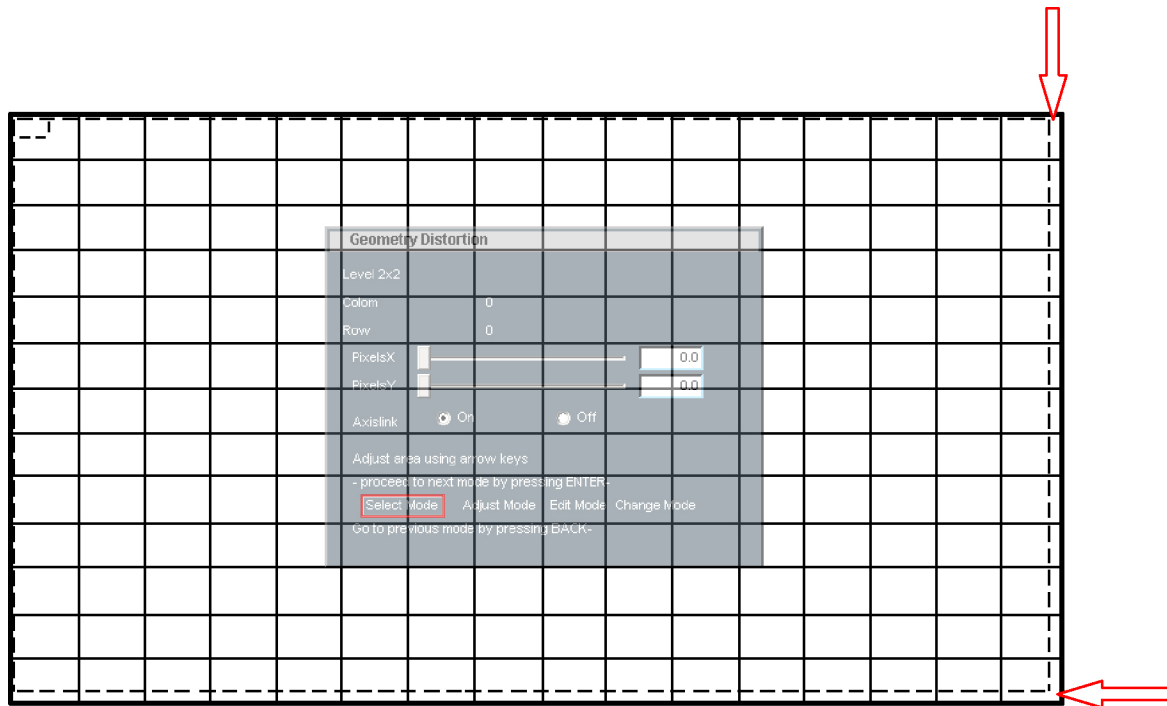 Geometry Distortion
Level 2x2
Colom 0
Row 0
PixelsX 0.0
PixelsY 0.0
Axislink On Off
Adjust area using arrow keys
- proceed to next mode by pressing ENTER-
Select Mode Adjust Mode Edit Mode Change Mode
Go to previous mode by pressing BACK-